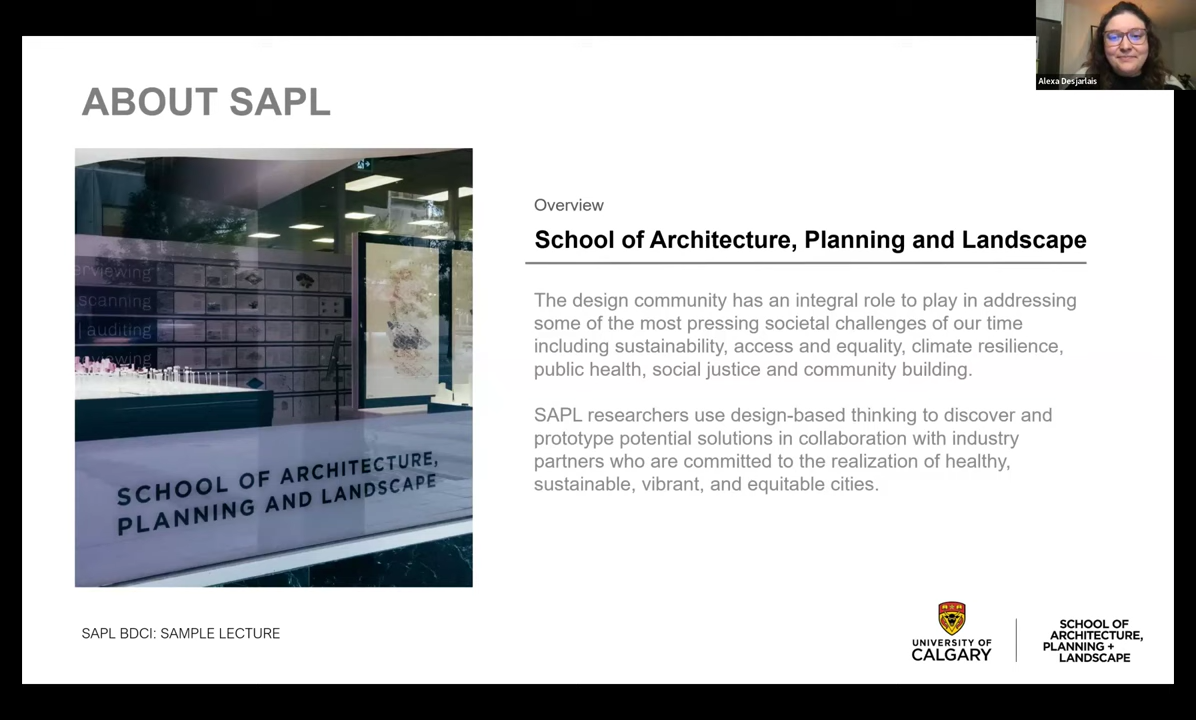 Alexa Desjarlais
ABOUT SAPL
erviewing
scanning
| auditing
viewing
SCHOOL OF ARCHITECTURE,
PLANNING AND LANDSCAPE
Overview
School of Architecture, Planning and Landscape
The design community has an integral role to play in addressing
some of the most pressing societal challenges of our time
including sustainability, access and equality, climate resilience,
public health, social justice and community building.
SAPL researchers use design-based thinking to discover and
prototype potential solutions in collaboration with industry
partners who are committed to the realization of healthy,
sustainable, vibrant, and equitable cities.
SAPL BDCI: SAMPLE LECTURE
UNIVERSITY OF
CALGARY
SCHOOL OF
ARCHITECTURE,
PLANNING +
LANDSCAPE